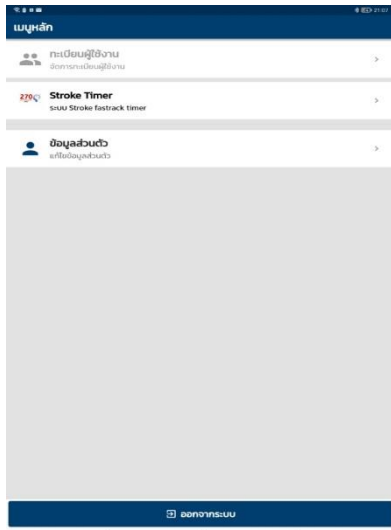 21:07
เมนูหลัก
ทะเบียนผู้ใช้งาน
จัดการทะเบียนผู้ใช้งาน
270
Stroke Timer
ระบบ Stroke fastrack timer
ข้อมูลส่วนตัว
แก้ไขข้อมูลส่วนตัว
ออกจากระบบ